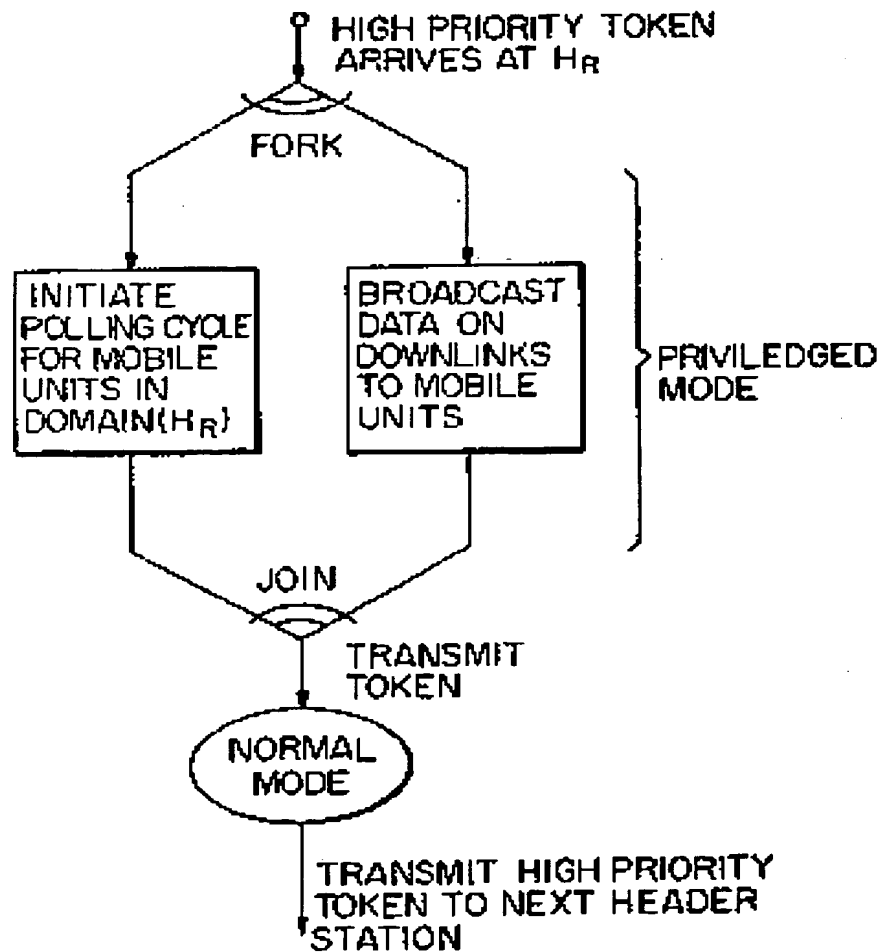 HIGH PRIORITY TOKEN
ARRIVES AT HR
FORK
INITIATE
POLLING CYCLE
FOR MOBILE
UNITS IN
DOMAIN(HR)
BROADCAST
DATA ON
DOWNLINKS
TO MOBILE
UNITS
PRIVILEDGED
MODE
JOIN
TRANSMIT
TOKEN
NORMAL
MODE
TRANSMIT HIGH PRIORITY
TOKEN TO NEXT HEADER
STATION